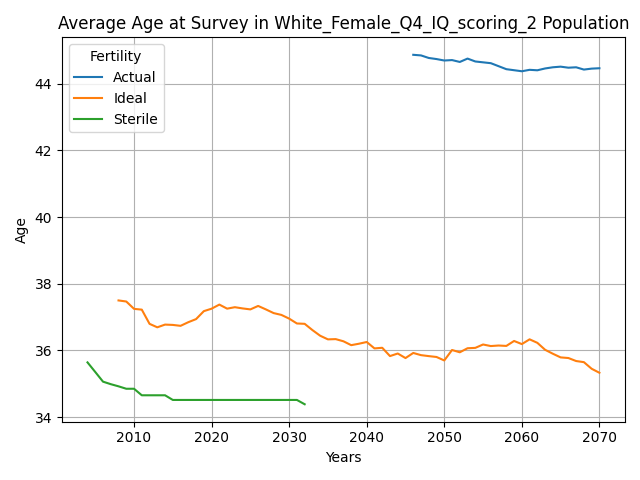 Average Age at Survey in White_Female_Q4_IQ_scoring_2 Population
Fertility
Actual
Ideal
Sterile
Age
44
42
40
38
36
34
2010
2020
2030
2040
2050
2060
2070
Years